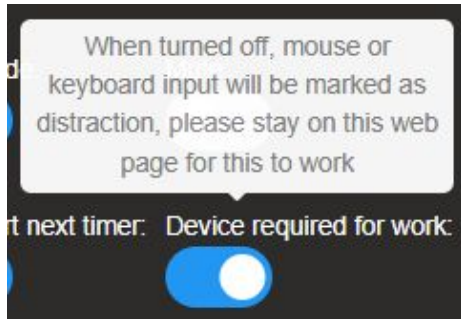 When turned off, mouse or
keyboard input will be marked as
distraction, please stay on this web
page for this to work
de
rt next timer: Device required for work: